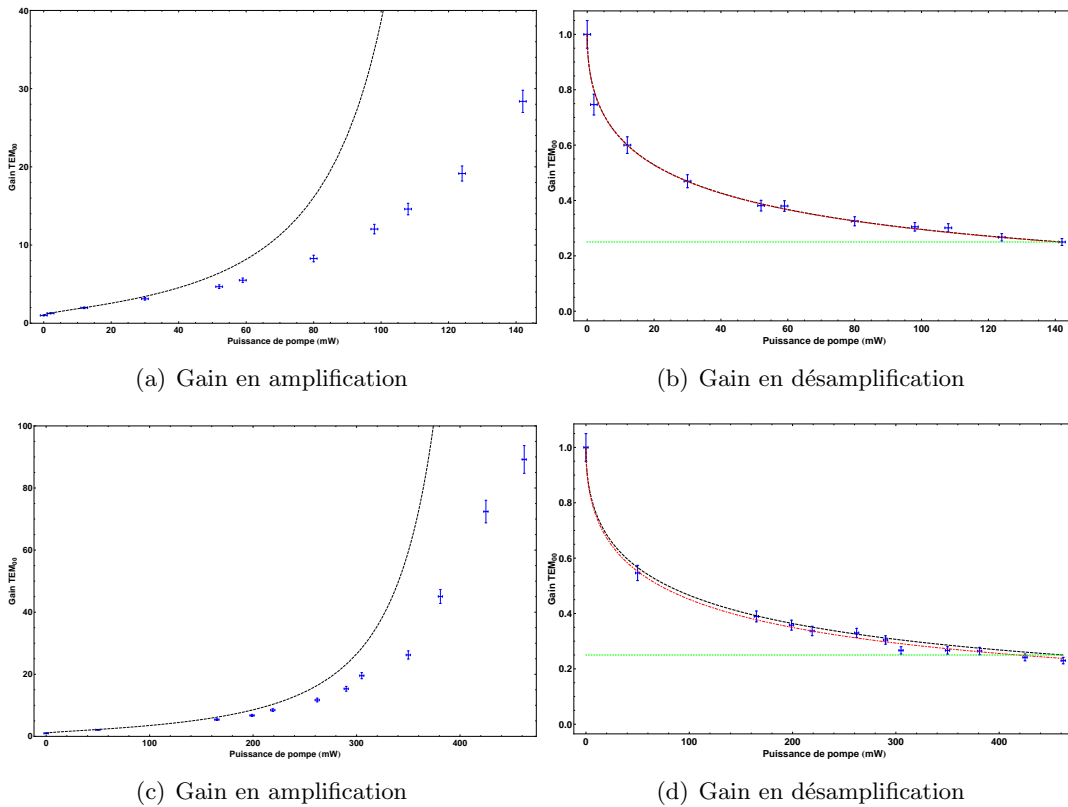 40
30
20
10
0
Gain TEM₀₀
0 20 40 60 80 100 120 140
Puissance de pompe (mW)
(a) Gain en amplification
1.0
0.8
0.6
0.4
0.2
0.0
Gain TEM₀₀
0 20 40 60 80 100 120 140
Puissance de pompe (mW)
(b) Gain en désamplification
100
80
60
40
20
0
Gain TEM₀₀
0 100 200 300 400
Puissance de pompe (mW)
(c) Gain en amplification
1.0
0.8
0.6
0.4
0.2
0.0
Gain TEM₀₀
0 100 200 300 400
Puissance de pompe (mW)
(d) Gain en désamplification